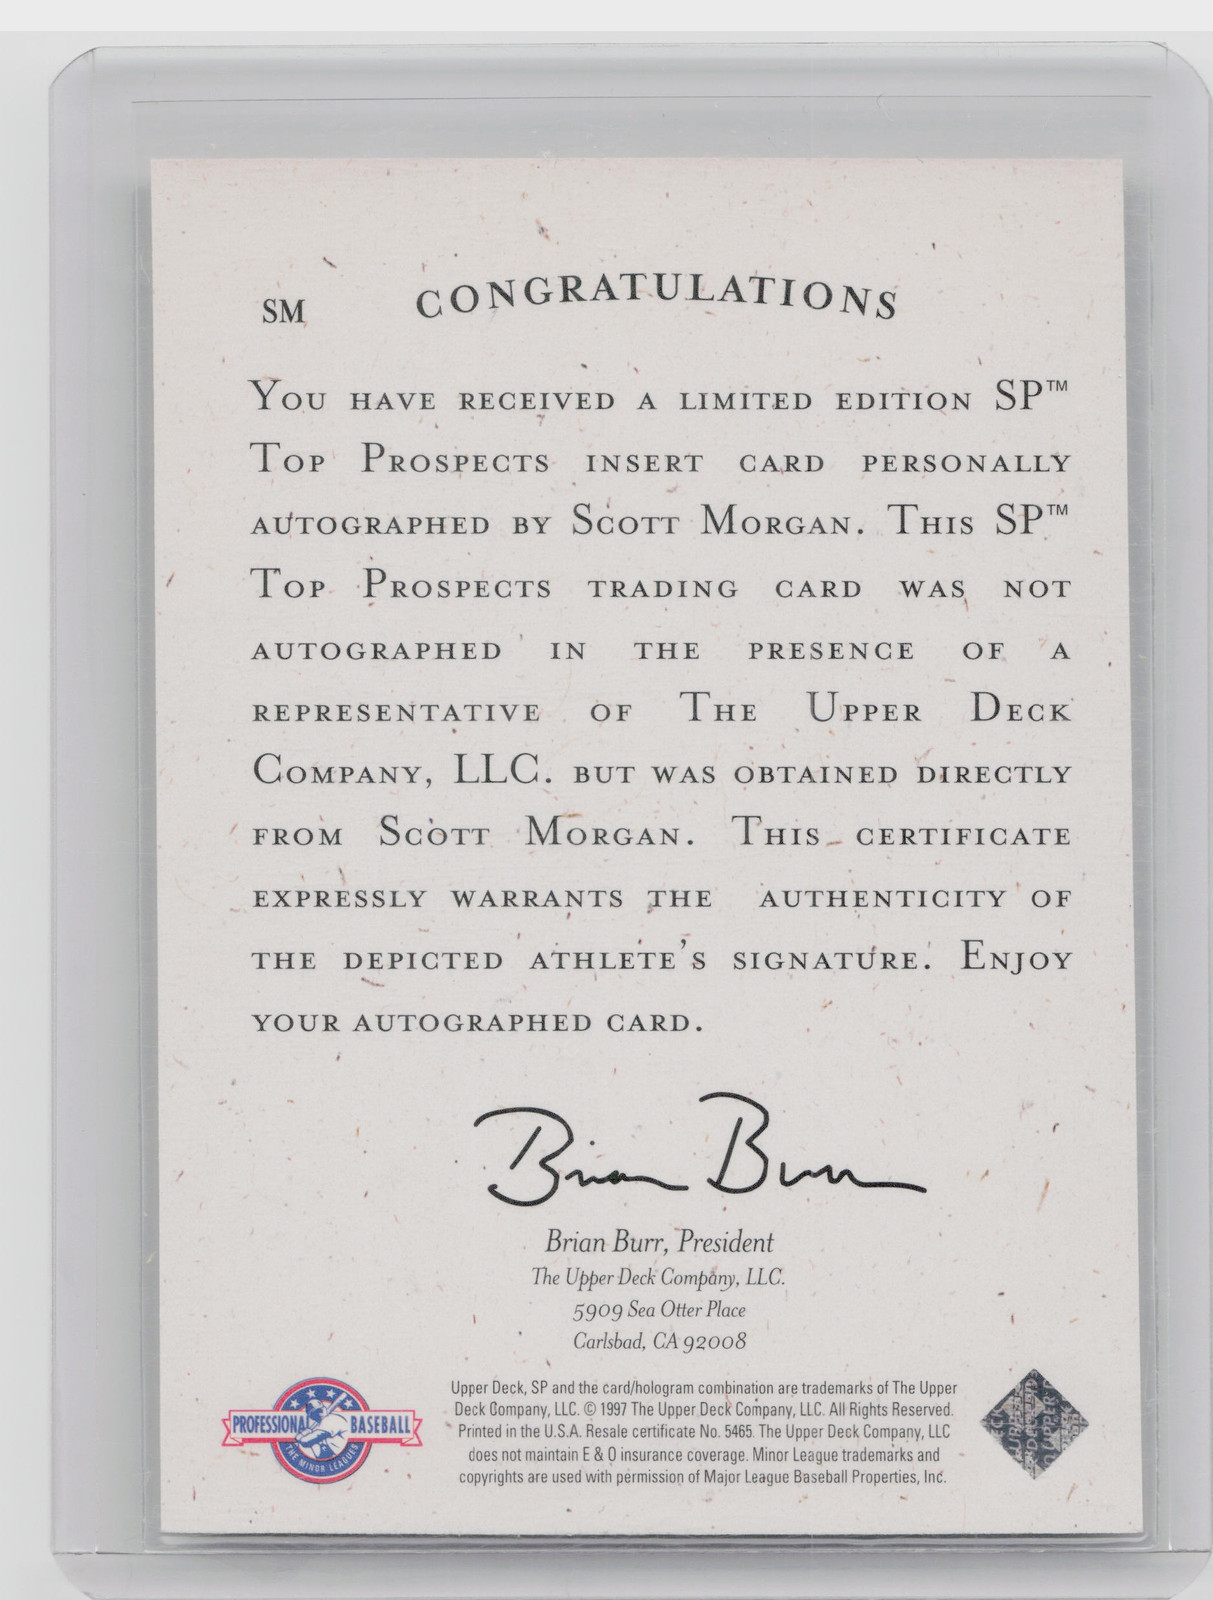 SM CONGRATULATIONS
YOU HAVE RECEIVED A LIMITED EDITION SP™
TOP PROSPECTS INSERT CARD PERSONALLY
AUTOGRAPHED BY SCOTT MORGAN. THIS SP™
TOP PROSPECTS TRADING CARD WAS NOT
AUTOGRAPHED IN THE PRESENCE OF A
REPRESENTATIVE OF THE UPPER DECK
COMPANY, LLC. BUT WAS OBTAINED DIRECTLY
FROM SCOTT MORGAN. THIS CERTIFICATE
EXPRESSLY WARRANTS THE AUTHENTICITY OF
THE DEPICTED ATHLETE'S SIGNATURE. ENJOY
YOUR AUTOGRAPHED CARD.
Brian Burr
Brian Burr, President
The Upper Deck Company, LLC.
5909 Sea Otter Place
Carlsbad, CA 92008
Upper Deck, SP and the card/hologram combination are trademarks of The Upper
Deck Company, LLC. © 1997 The Upper Deck Company, LLC. All Rights Reserved.
Printed in the U.S.A. Resale certificate No. 5465. The Upper Deck Company, LLC
does not maintain E & O insurance coverage. Minor League trademarks and
copyrights are used with permission of Major League Baseball Properties, Inc.
PROFESSIONAL BASEBALL
THE MINOR LEAGUES